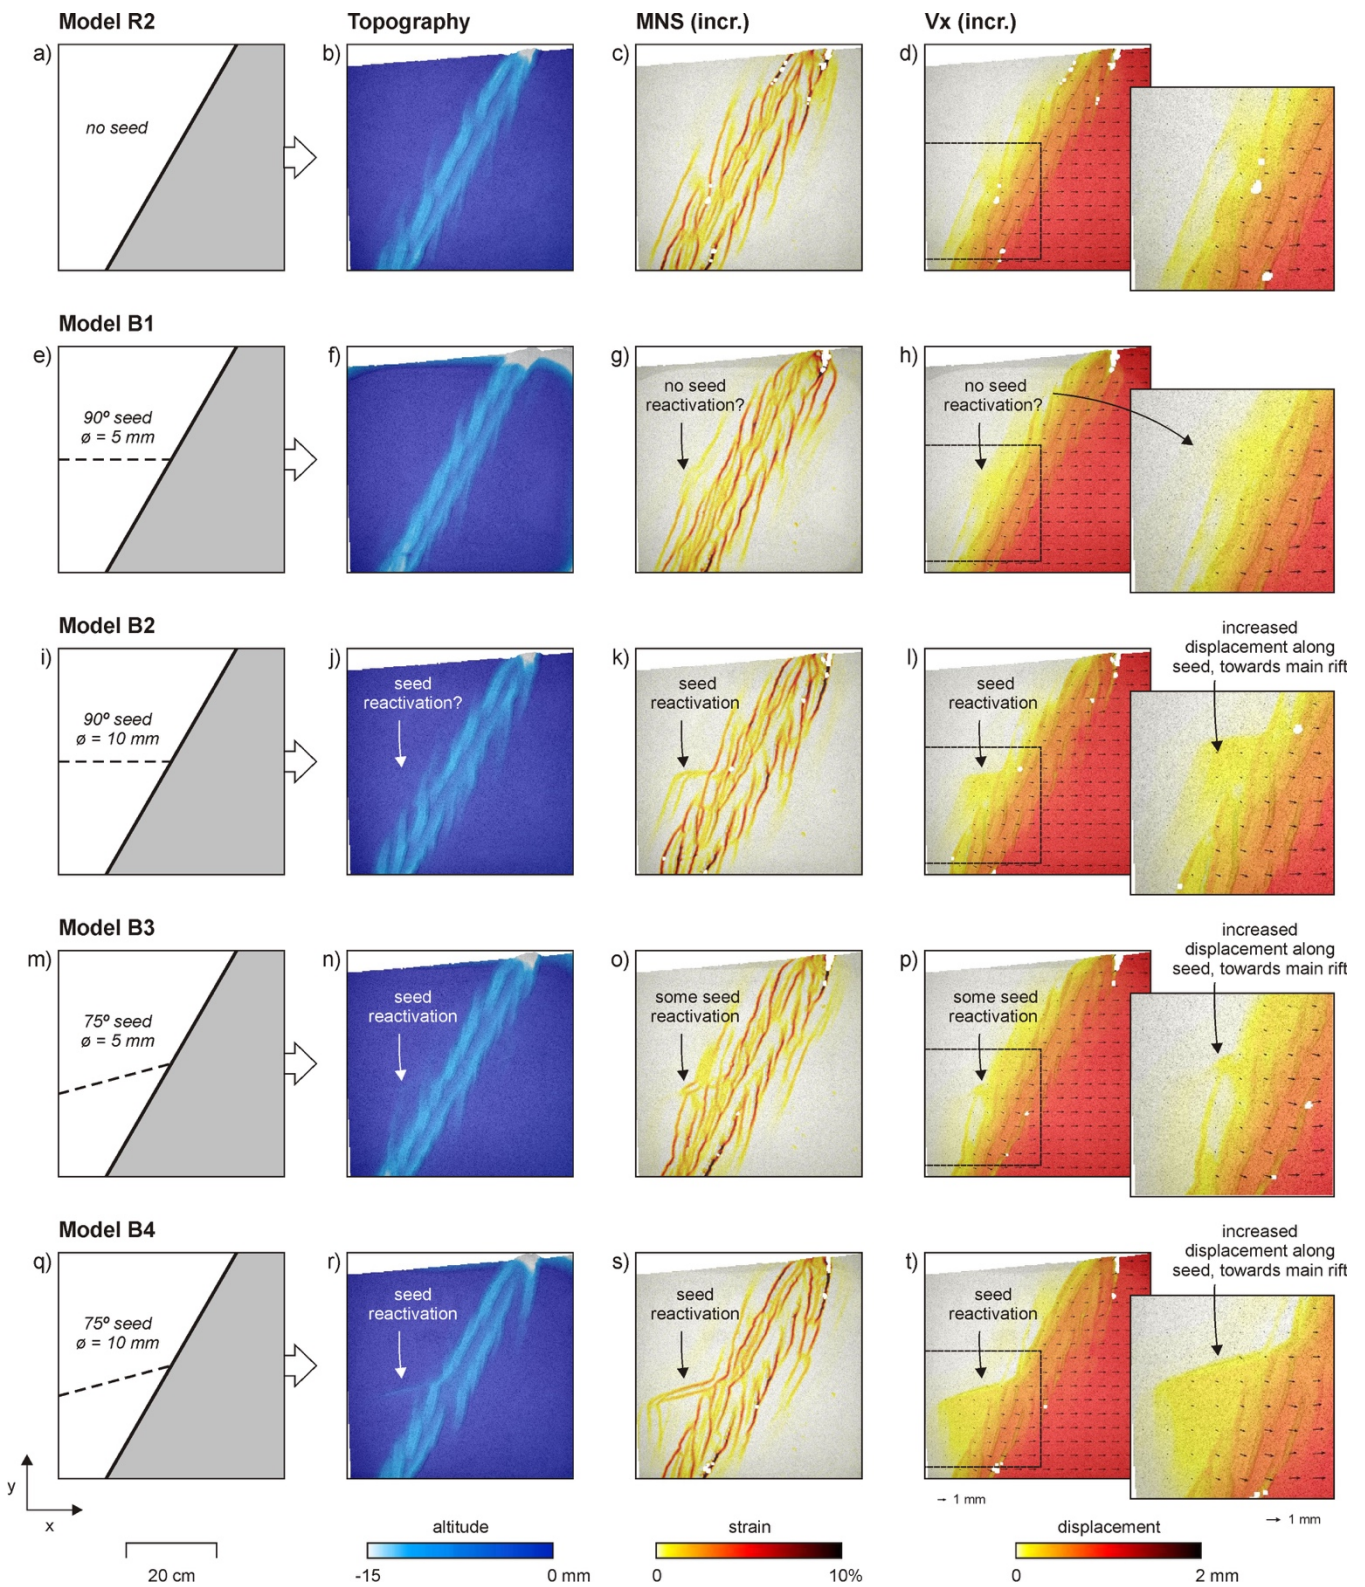 Model R2
Topography
MNS (incr.)
Vx (incr.)
a)
no seed
b)
c)
d)
Model B1
e)
90º seed
ø = 5 mm
f)
g)
no seed
reactivation?
h)
no seed
reactivation?
Model B2
i)
90º seed
ø = 10 mm
j)
seed
reactivation?
k)
seed
reactivation
l)
seed
reactivation
increased
displacement along
seed, towards main rift
Model B3
m)
75º seed
ø = 5 mm
n)
seed
reactivation
o)
some seed
reactivation
p)
some seed
reactivation
increased
displacement along
seed, towards main rift
Model B4
q)
75º seed
ø = 10 mm
r)
seed
reactivation
s)
seed
reactivation
t)
seed
reactivation
increased
displacement along
seed, towards main rift
y
x
20 cm
altitude
-15 0 mm
strain
0 10%
1 mm
1 mm
displacement
0 2 mm